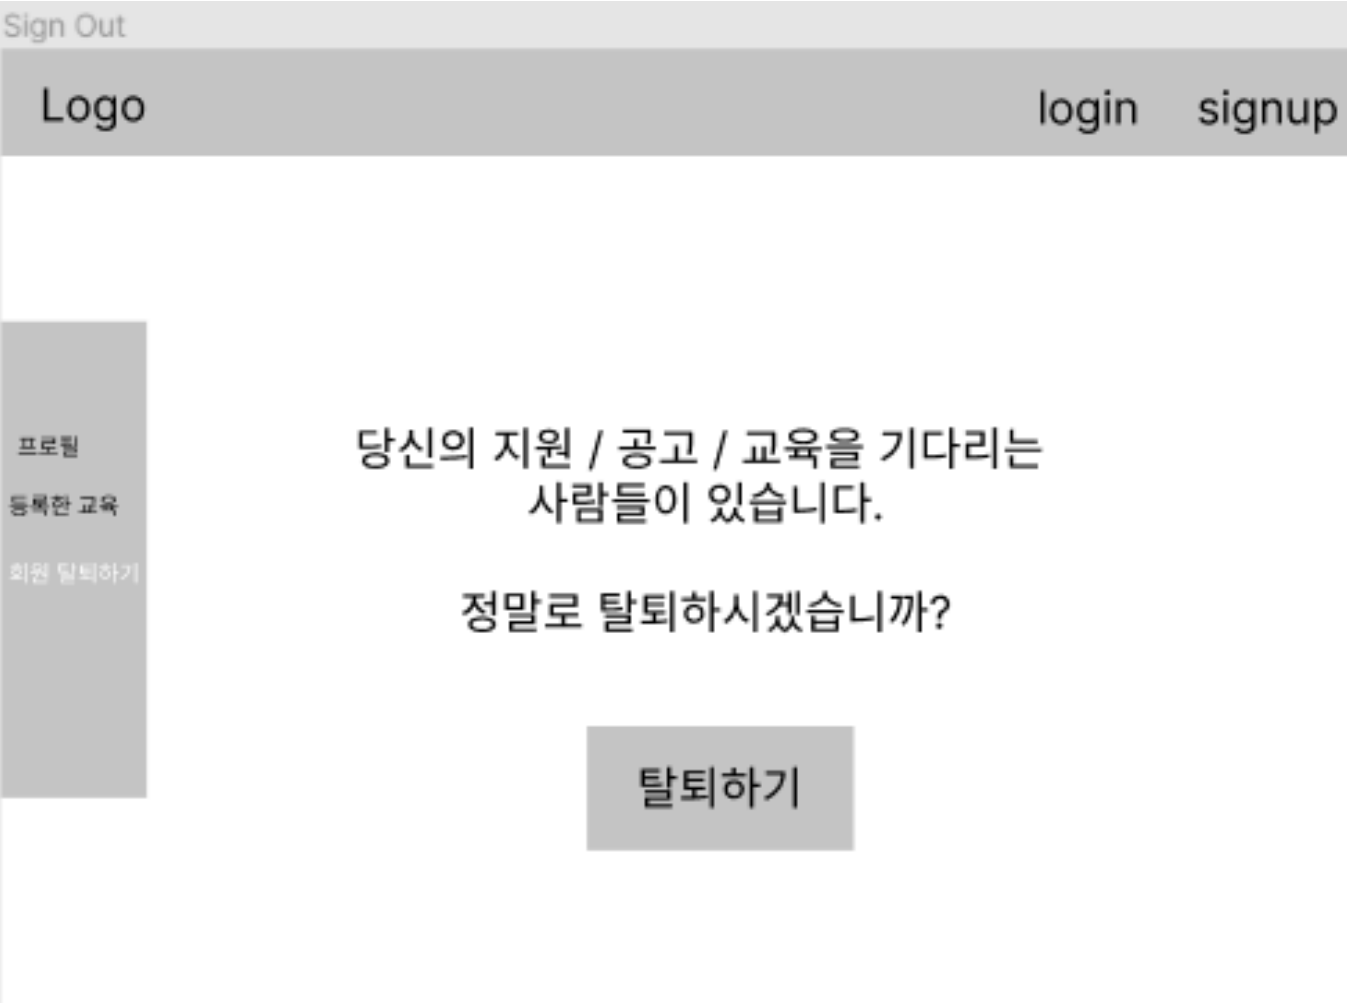 Sign Out
Logo
login signup
프로필
등록한 교육
회원 탈퇴하기
당신의 지원 / 공고 / 교육을 기다리는
사람들이 있습니다.
정말로 탈퇴하시겠습니까?
탈퇴하기